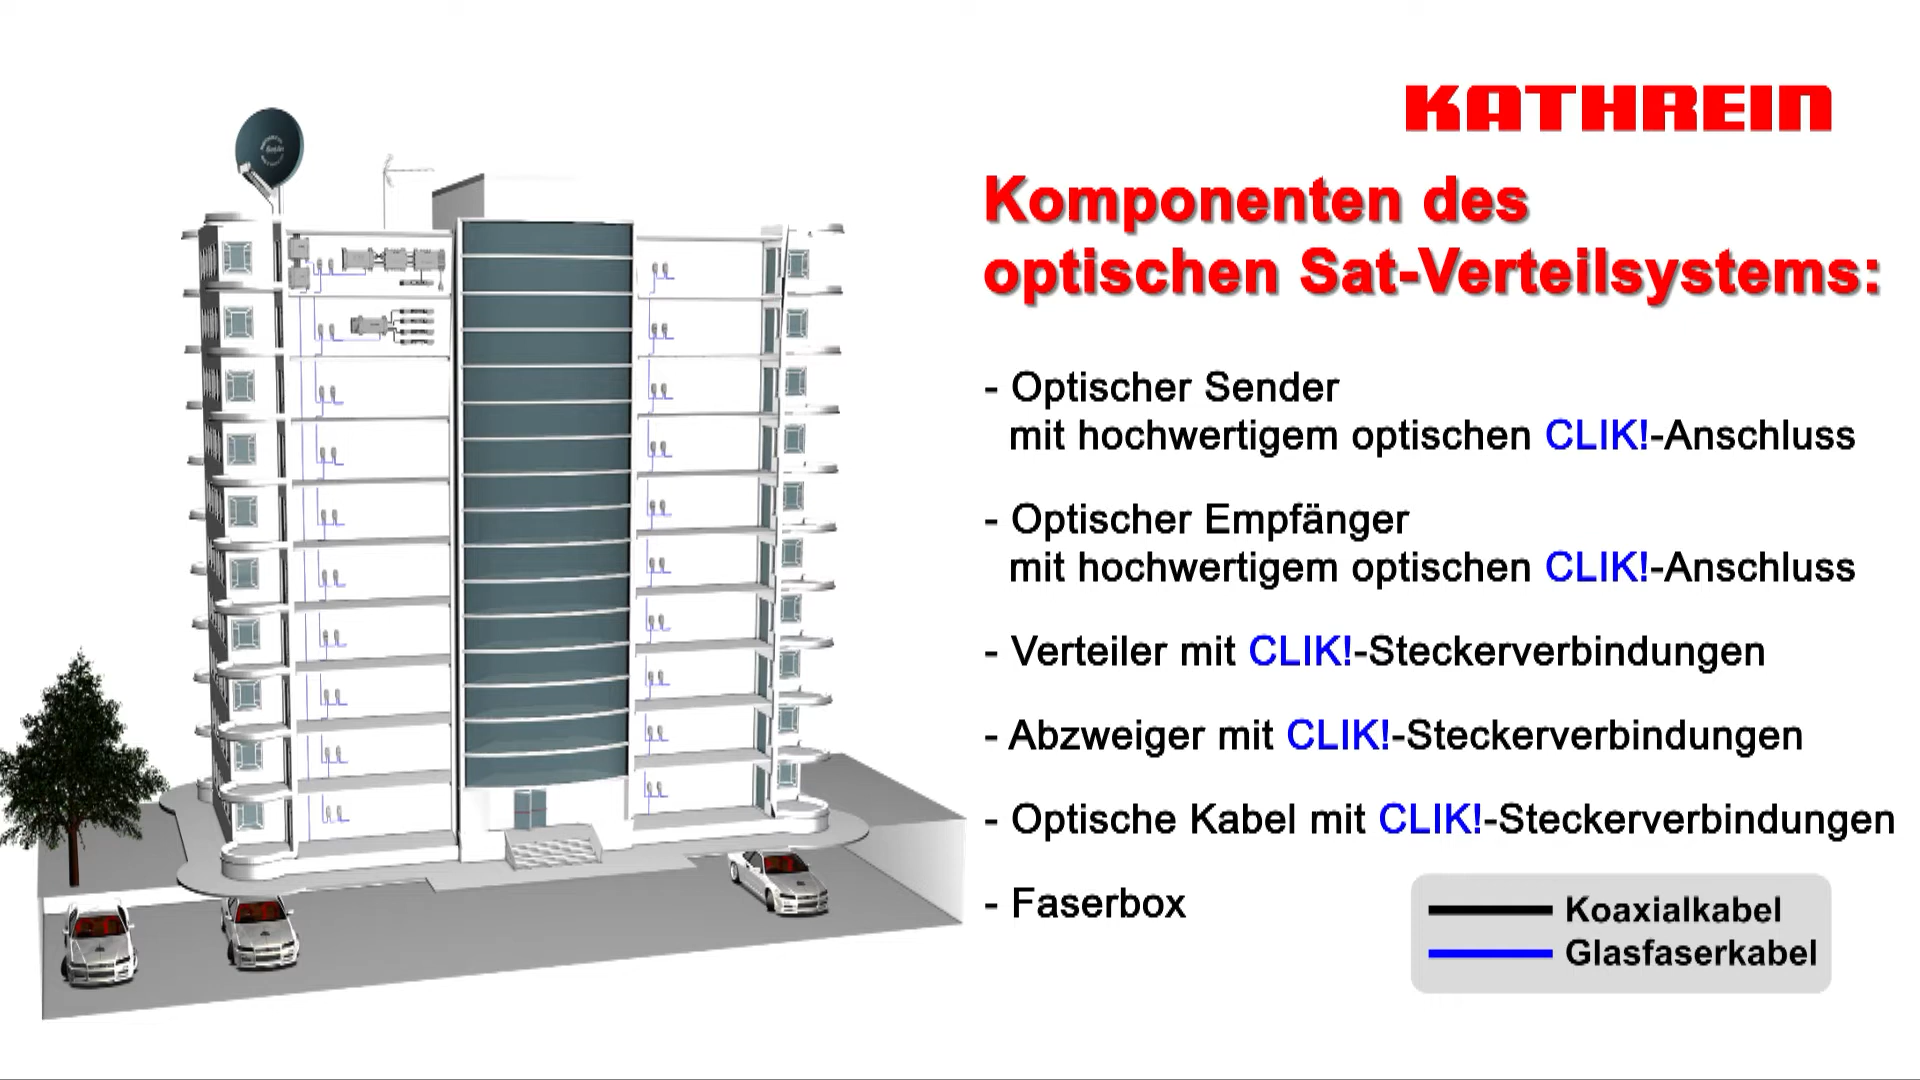 KATHREIN
Komponenten des
optischen Sat-Verteilsystems:
- Optischer Sender
mit hochwertigem optischen CLIK!-Anschluss
- Optischer Empfänger
mit hochwertigem optischen CLIK!-Anschluss
- Verteiler mit CLIK!-Steckerverbindungen
- Abzweiger mit CLIK!-Steckerverbindungen
- Optische Kabel mit CLIK!-Steckerverbindungen
- Faserbox
Koaxialkabel
Glasfaserkabel